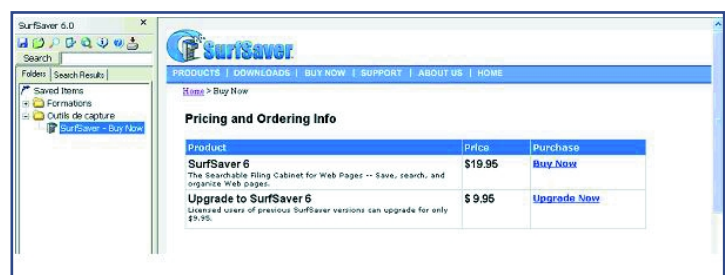 SurfSaver 6.0
Search
Folders Search Results
Saved Items
Formations
Outils de capture
SurfSaver - Buy Now
SurfSaver
PRODUCTS | DOWNLOADS | BUY NOW | SUPPORT | ABOUT US | HOME
Home > Buy Now
Pricing and Ordering Info
Product Price Purchase
SurfSaver 6 $19.95 Buy Now
The Searchable Filing Cabinet for Web Pages -- Save, search, and
organize Web pages.
Upgrade to SurfSaver 6 $ 9.95 Upgrade Now
Licensed users of previous SurfSaver versions can upgrade for only
$9.95.